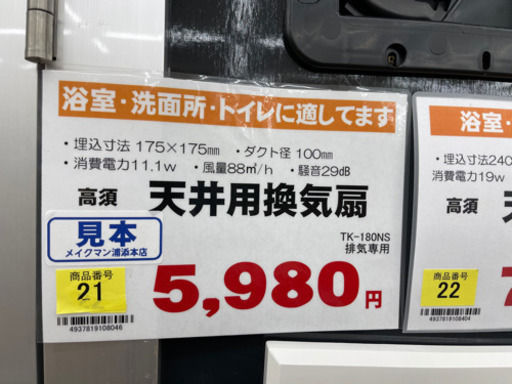 浴室・洗面所・トイレに適してます
・埋込寸法 175×175㎜ ・ダクト径 100㎜
・消費電力11.1w ・風量88㎥/h ・騒音29dB
高須 天井用換気扇
TK-180NS
排気専用
見本
メイクマン浦添本店
商品番号
21
5,980円
4937819108046
浴室・
・埋込寸法240
・消費電力19w
高須
商品番号
22
4937819108404